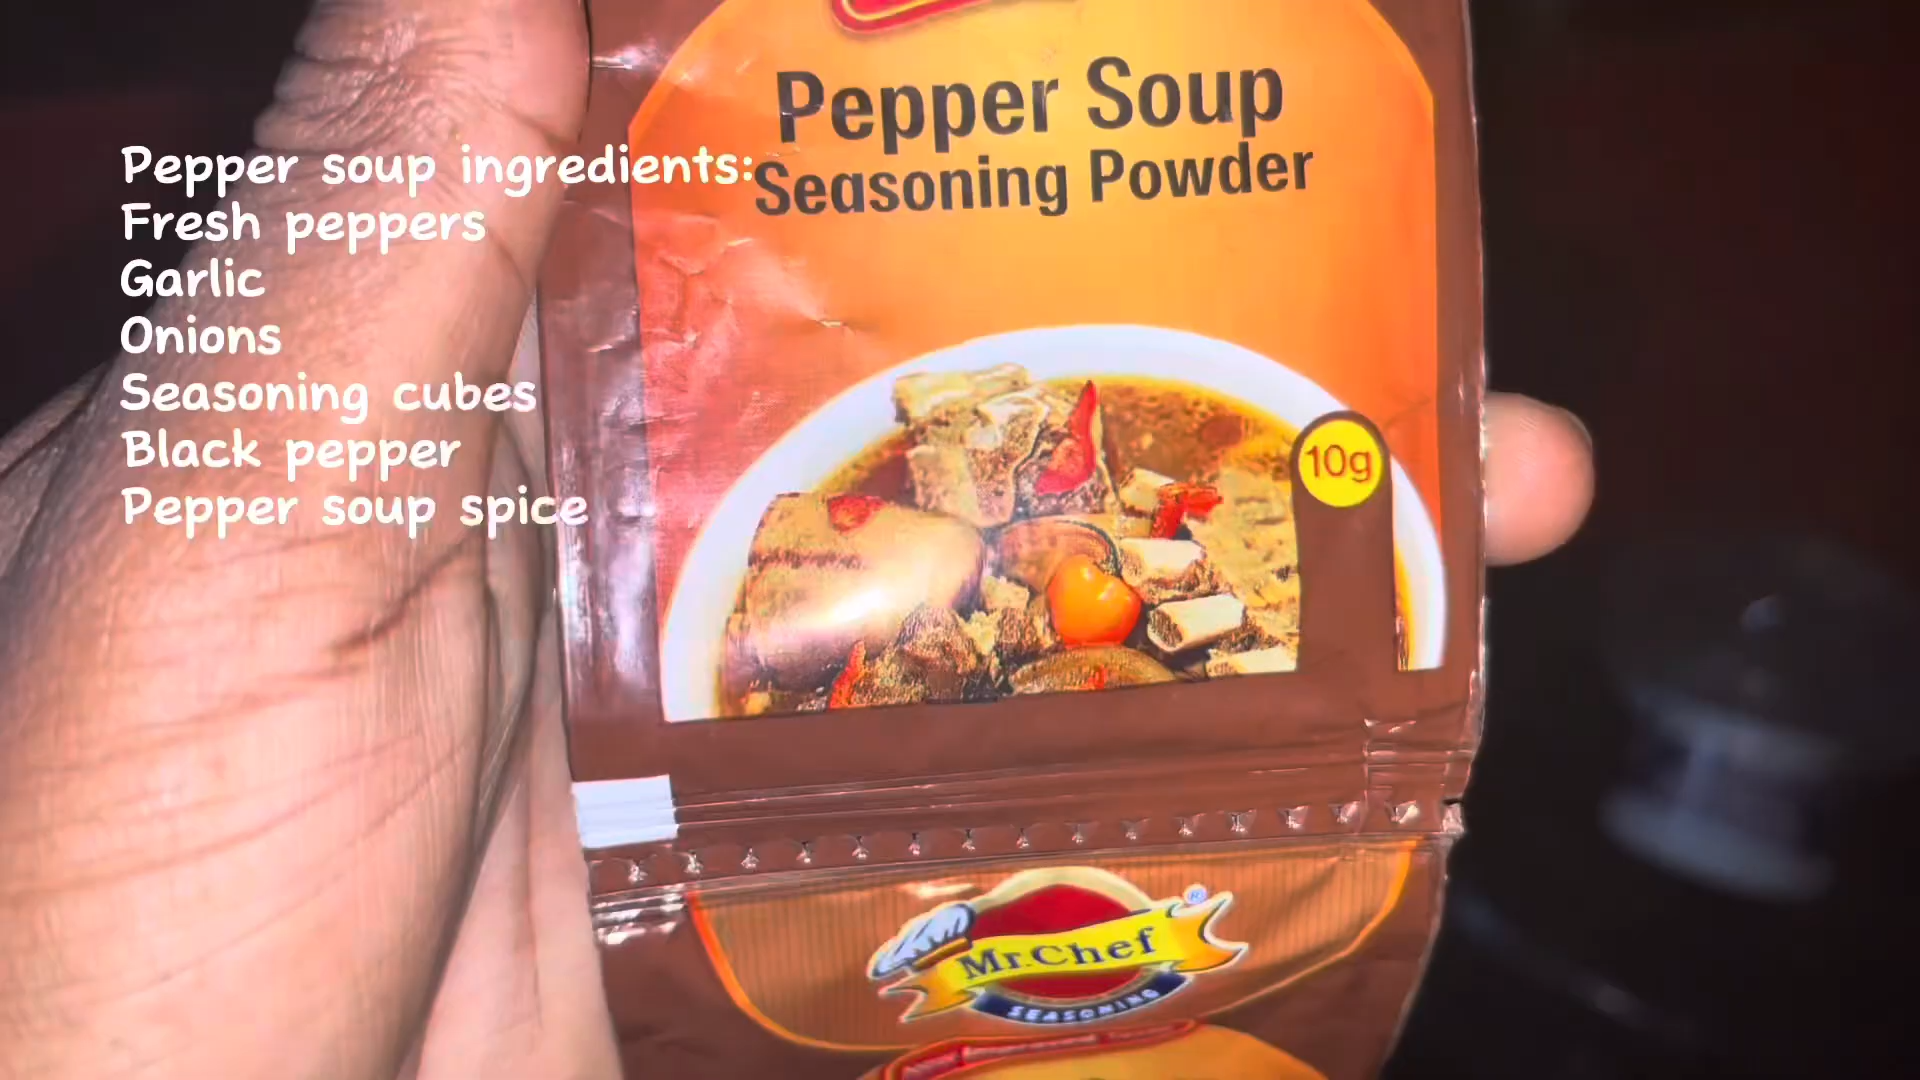 Pepper Soup
Seasoning Powder
Pepper soup ingredients:
Fresh peppers
Garlic
Onions
Seasoning cubes
Black pepper
Pepper soup spice
10g
Mr.Chef
®
SEASONING